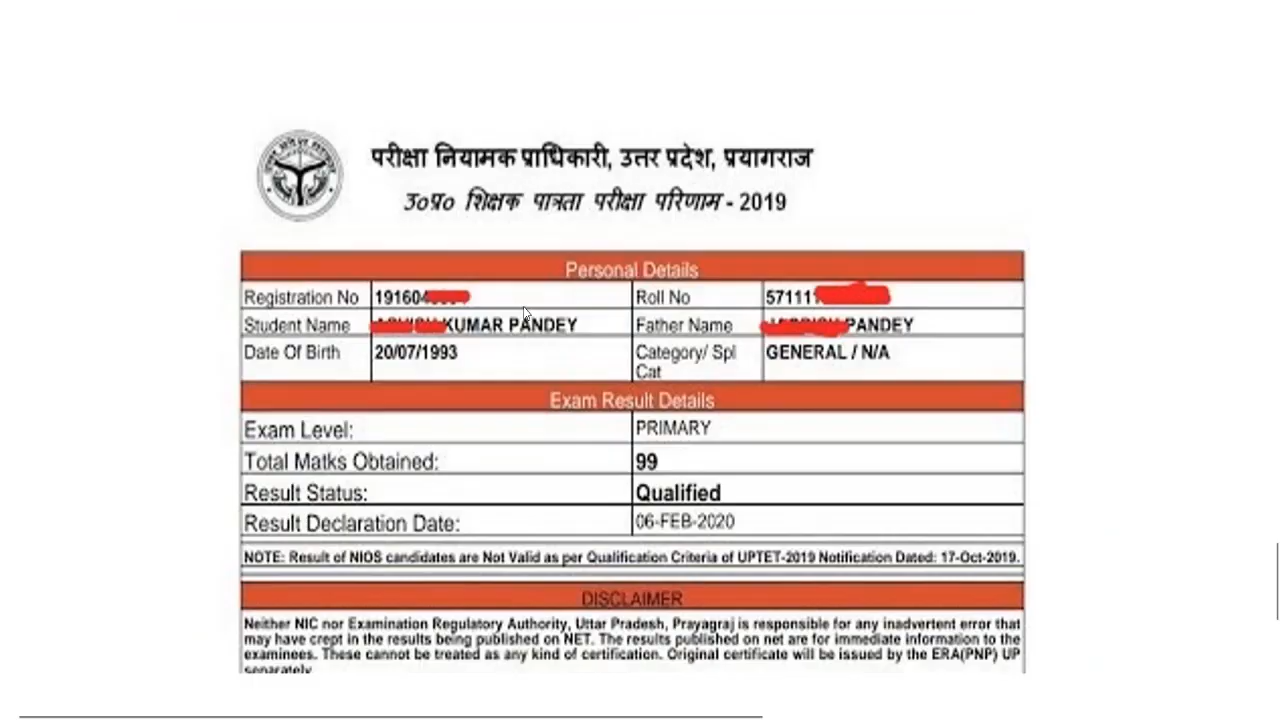 परीक्षा नियामक प्राधिकारी, उत्तर प्रदेश, प्रयागराज
उ०प्र० शिक्षक पात्रता परीक्षा परिणाम - 2019
Personal Details
Registration No 191604 Roll No 57111
Student Name KUMAR PANDEY Father Name PANDEY
Date Of Birth 20/07/1993 Category/ Spl Cat GENERAL / N/A
Exam Result Details
Exam Level: PRIMARY
Total Matks Obtained: 99
Result Status: Qualified
Result Declaration Date: 06-FEB-2020
NOTE: Result of NIOS candidates are Not Valid as per Qualification Criteria of UPTET-2019 Notification Dated: 17-Oct-2019.
DISCLAIMER
Neither NIC nor Examination Regulatory Authority, Uttar Pradesh, Prayagraj is responsible for any inadvertent error that
may have crept in the results being published on NET. The results published on net are for immediate information to the
examinees. These cannot be treated as any kind of certification. Original certificate will be issued by the ERA(PNP) UP
separately.